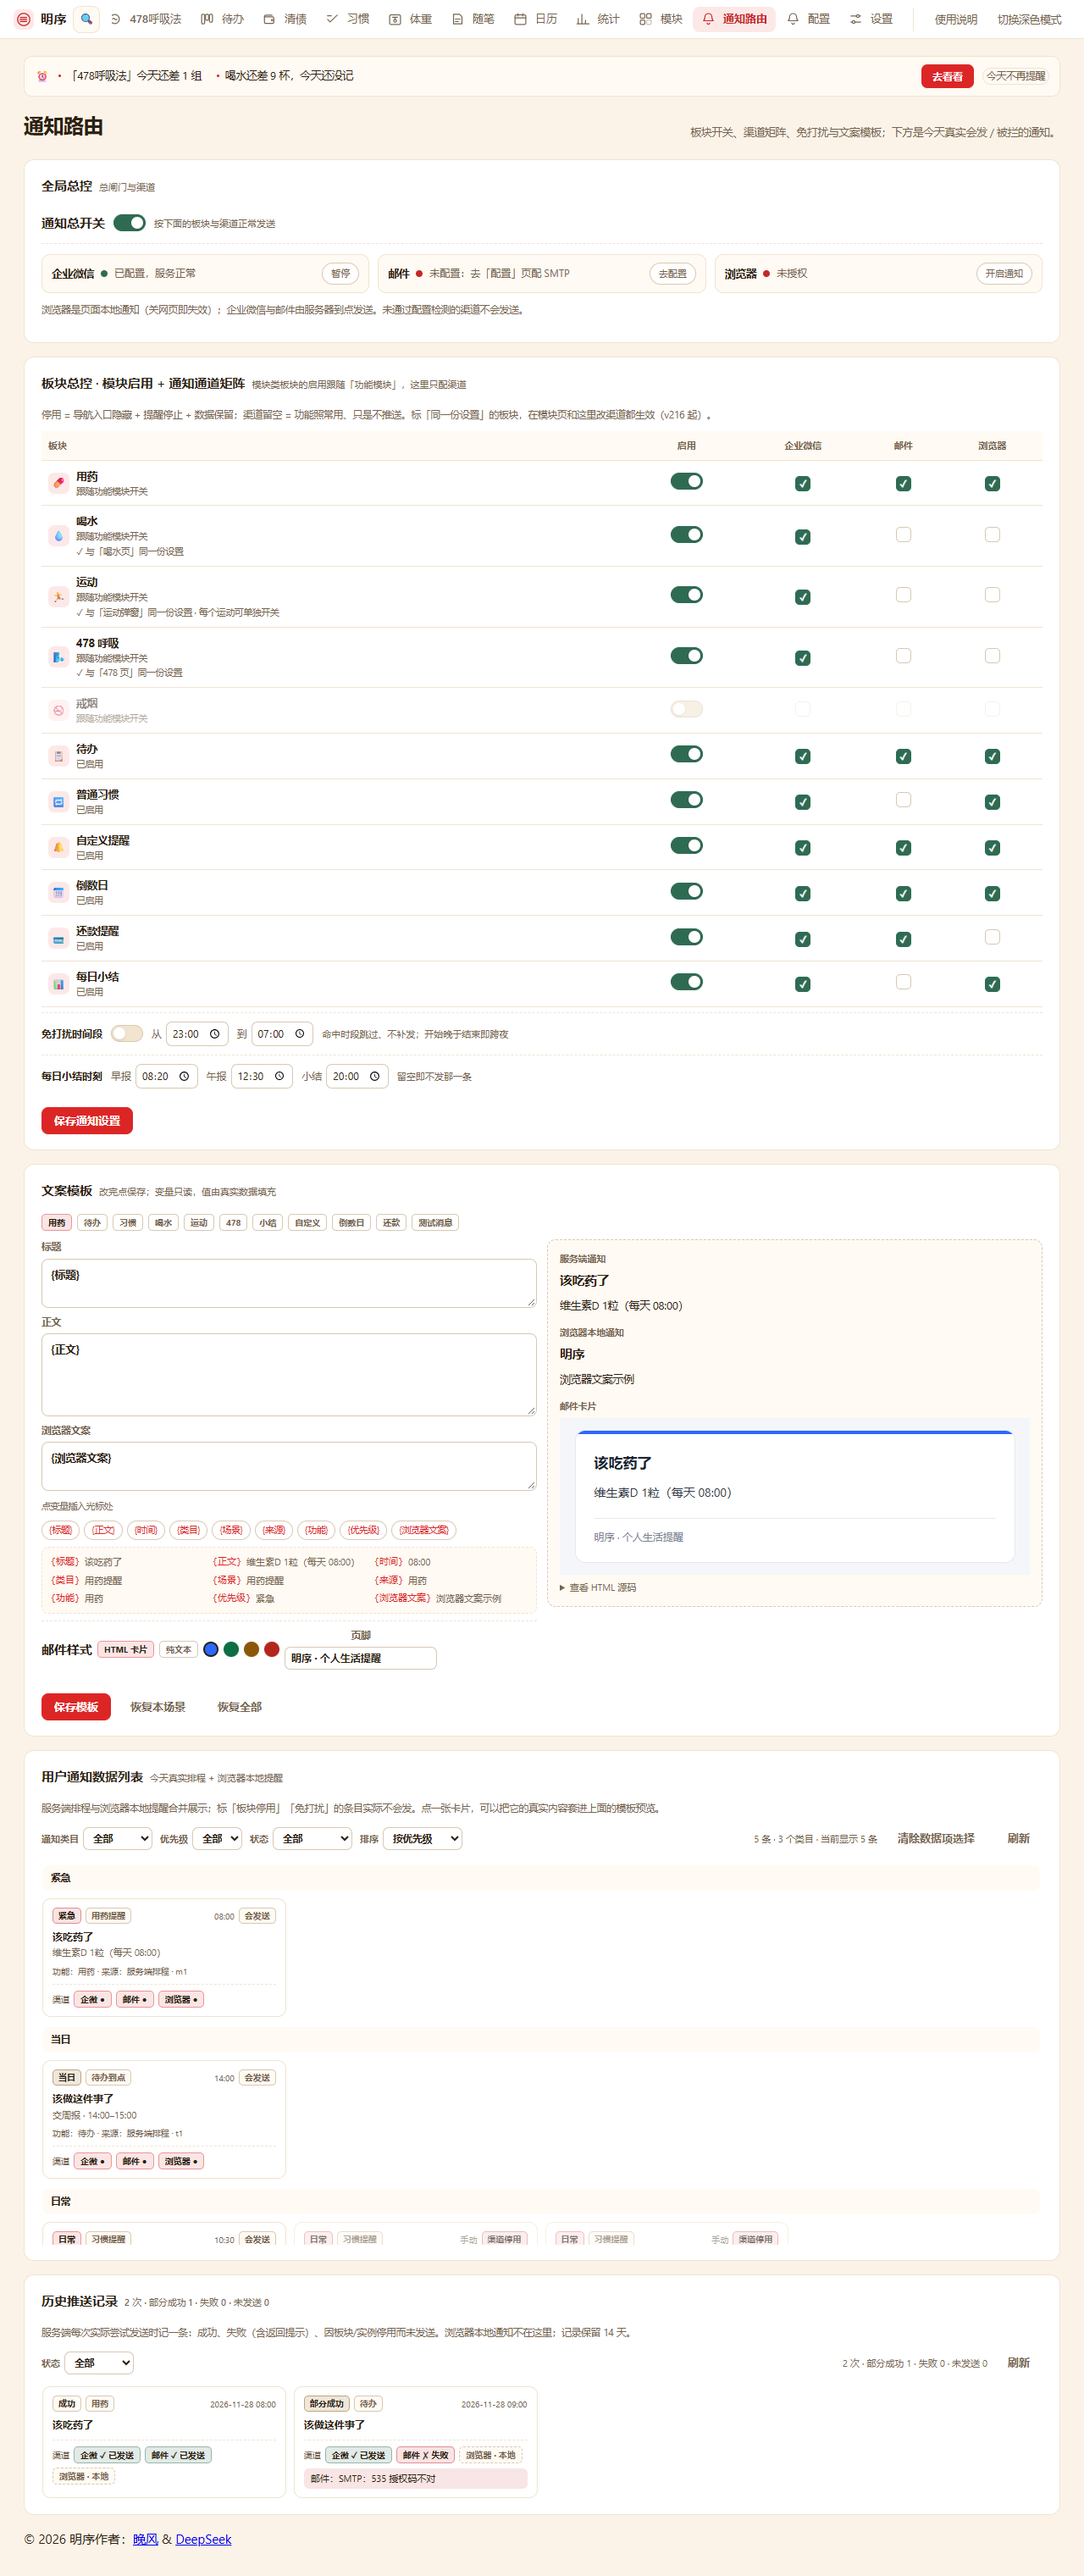 明序 478呼吸法 待办 清债 习惯 体重 随笔 日历 统计 模块 通知路由 配置 设置 使用说明 切换深色模式
• 「478呼吸法」今天还差 1 组 • 喝水还差 9 杯，今天还没记 去看看 今天不再提醒
通知路由
板块开关、渠道矩阵、免打扰与文案模板；下方是今天真实会发 / 被拦的通知。
全局总控 总闸门与渠道
通知总开关 按下面的板块与渠道正常发送
企业微信 已配置，服务正常 暂停
邮件 未配置：去「配置」页配 SMTP 去配置
浏览器 未授权 开启通知
浏览器是页面本地通知（关网页即失效）；企业微信与邮件由服务器到点发送。未通过配置检测的渠道不会发送。
板块总控 · 模块启用 + 通知通道矩阵 模块类板块的启用跟随「功能模块」，这里只配渠道
停用 = 导航入口隐藏 + 提醒停止 + 数据保留；渠道留空 = 功能照常用、只是不推送。标「同一份设置」的板块，在模块页和这里改渠道都生效（v216 起）。
板块 启用 企业微信 邮件 浏览器
用药
跟随功能模块开关
喝水
跟随功能模块开关
✓ 与「喝水页」同一份设置
运动
跟随功能模块开关
✓ 与「运动弹窗」同一份设置 · 每个运动可单独开关
478 呼吸
跟随功能模块开关
✓ 与「478 页」同一份设置
戒烟
跟随功能模块开关
待办
已启用
普通习惯
已启用
自定义提醒
已启用
倒数日
已启用
还款提醒
已启用
每日小结
已启用
免打扰时间段 从 23:00 到 07:00 命中时段跳过、不补发；开始晚于结束即跨夜
每日小结时刻 早报 08:20 午报 12:30 小结 20:00 留空即不发那一条
保存通知设置
文案模板 改完点保存；变量只读，值由真实数据填充
用药 待办 习惯 喝水 运动 478 小结 自定义 倒数日 还款 测试消息
标题
{标题}
正文
{正文}
浏览器文案
{浏览器文案}
点变量插入光标处
{标题} {正文} {时间} {类目} {场景} {来源} {功能} {优先级} {浏览器文案}
{标题} 该吃药了 {正文} 维生素D 1粒（每天 08:00） {时间} 08:00
{类目} 用药提醒 {场景} 用药提醒 {来源} 用药
{功能} 用药 {优先级} 紧急 {浏览器文案} 浏览器文案示例
服务端通知
该吃药了
维生素D 1粒（每天 08:00）
浏览器本地通知
明序
浏览器文案示例
邮件卡片
该吃药了
维生素D 1粒（每天 08:00）
明序 · 个人生活提醒
▶ 查看 HTML 源码
页脚
邮件样式 HTML 卡片 纯文本 明序 · 个人生活提醒
保存模板 恢复本场景 恢复全部
用户通知数据列表 今天真实排程 + 浏览器本地提醒
服务端排程与浏览器本地提醒合并展示；标「板块停用」「免打扰」的条目实际不会发。点一张卡片，可以把它的真实内容套进上面的模板预览。
通知类目 全部 优先级 全部 状态 全部 排序 按优先级 5 条 · 3 个类目 · 当前显示 5 条 清除数据项选择 刷新
紧急
紧急 用药提醒 08:00 会发送
该吃药了
维生素D 1粒（每天 08:00）
功能：用药 · 来源：服务端排程 · m1
渠道 企微 • 邮件 • 浏览器 •
当日
当日 待办到点 14:00 会发送
该做这件事了
交周报 · 14:00–15:00
功能：待办 · 来源：服务端排程 · t1
渠道 企微 • 邮件 • 浏览器 •
日常
日常 习惯提醒 10:30 会发送 日常 习惯提醒 手动 渠道停用 日常 习惯提醒 手动 渠道停用
历史推送记录 2 次 · 部分成功 1 · 失败 0 · 未发送 0
服务端每次实际尝试发送时记一条：成功、失败（含返回提示）、因板块/实例停用而未发送。浏览器本地通知不在这里；记录保留 14 天。
状态 全部 2 次 · 部分成功 1 · 失败 0 · 未发送 0 刷新
成功 用药 2026-11-28 08:00
该吃药了
渠道 企微 ✓ 已发送 邮件 ✓ 已发送
浏览器 · 本地
部分成功 待办 2026-11-28 09:00
该做这件事了
渠道 企微 ✓ 已发送 邮件 ✗ 失败 浏览器 · 本地
邮件：SMTP：535 授权码不对
© 2026 明序作者：晚风 & DeepSeek